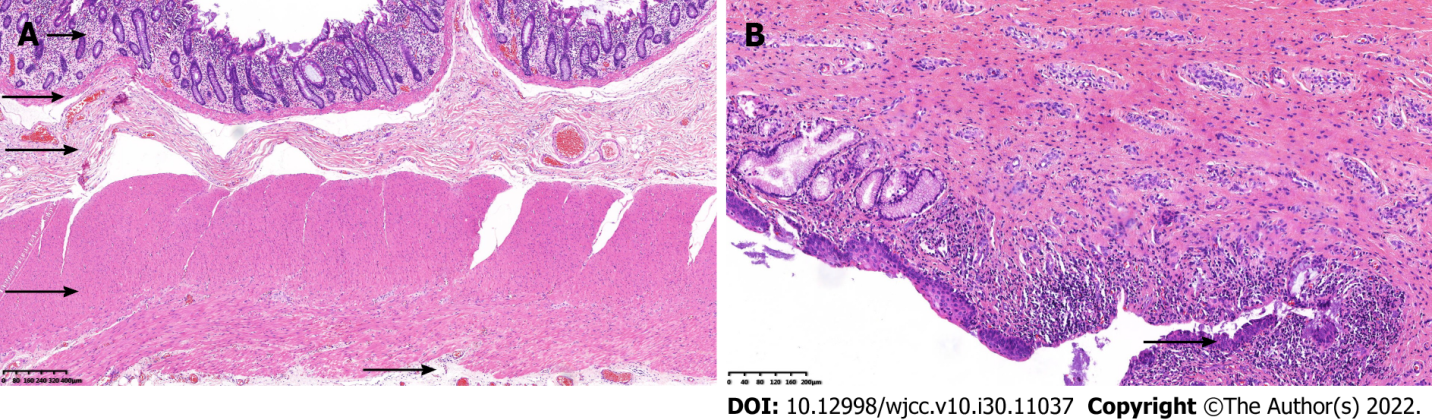 A
B
0 80 160 240 320 400μm
0 40 80 120 160 200μm
DOI: 10.12998/wjcc.v10.i30.11037 Copyright ©The Author(s) 2022.